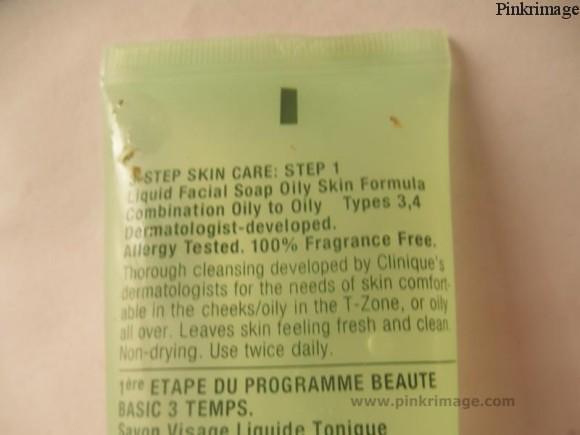 Pinkrimage
3-STEP SKIN CARE: STEP 1
Liquid Facial Soap Oily Skin Formula
Combination Oily to Oily Types 3,4
Dermatologist-developed.
Allergy Tested. 100% Fragrance Free.
Thorough cleansing developed by Clinique's
dermatologists for the needs of skin comfort-
able in the cheeks/oily in the T-Zone, or oily
all over. Leaves skin feeling fresh and clean.
Non-drying. Use twice daily.
1ère ETAPE DU PROGRAMME BEAUTE
BASIC 3 TEMPS.
www.pinkrimage.com
Savon Visage Liquide Tonique